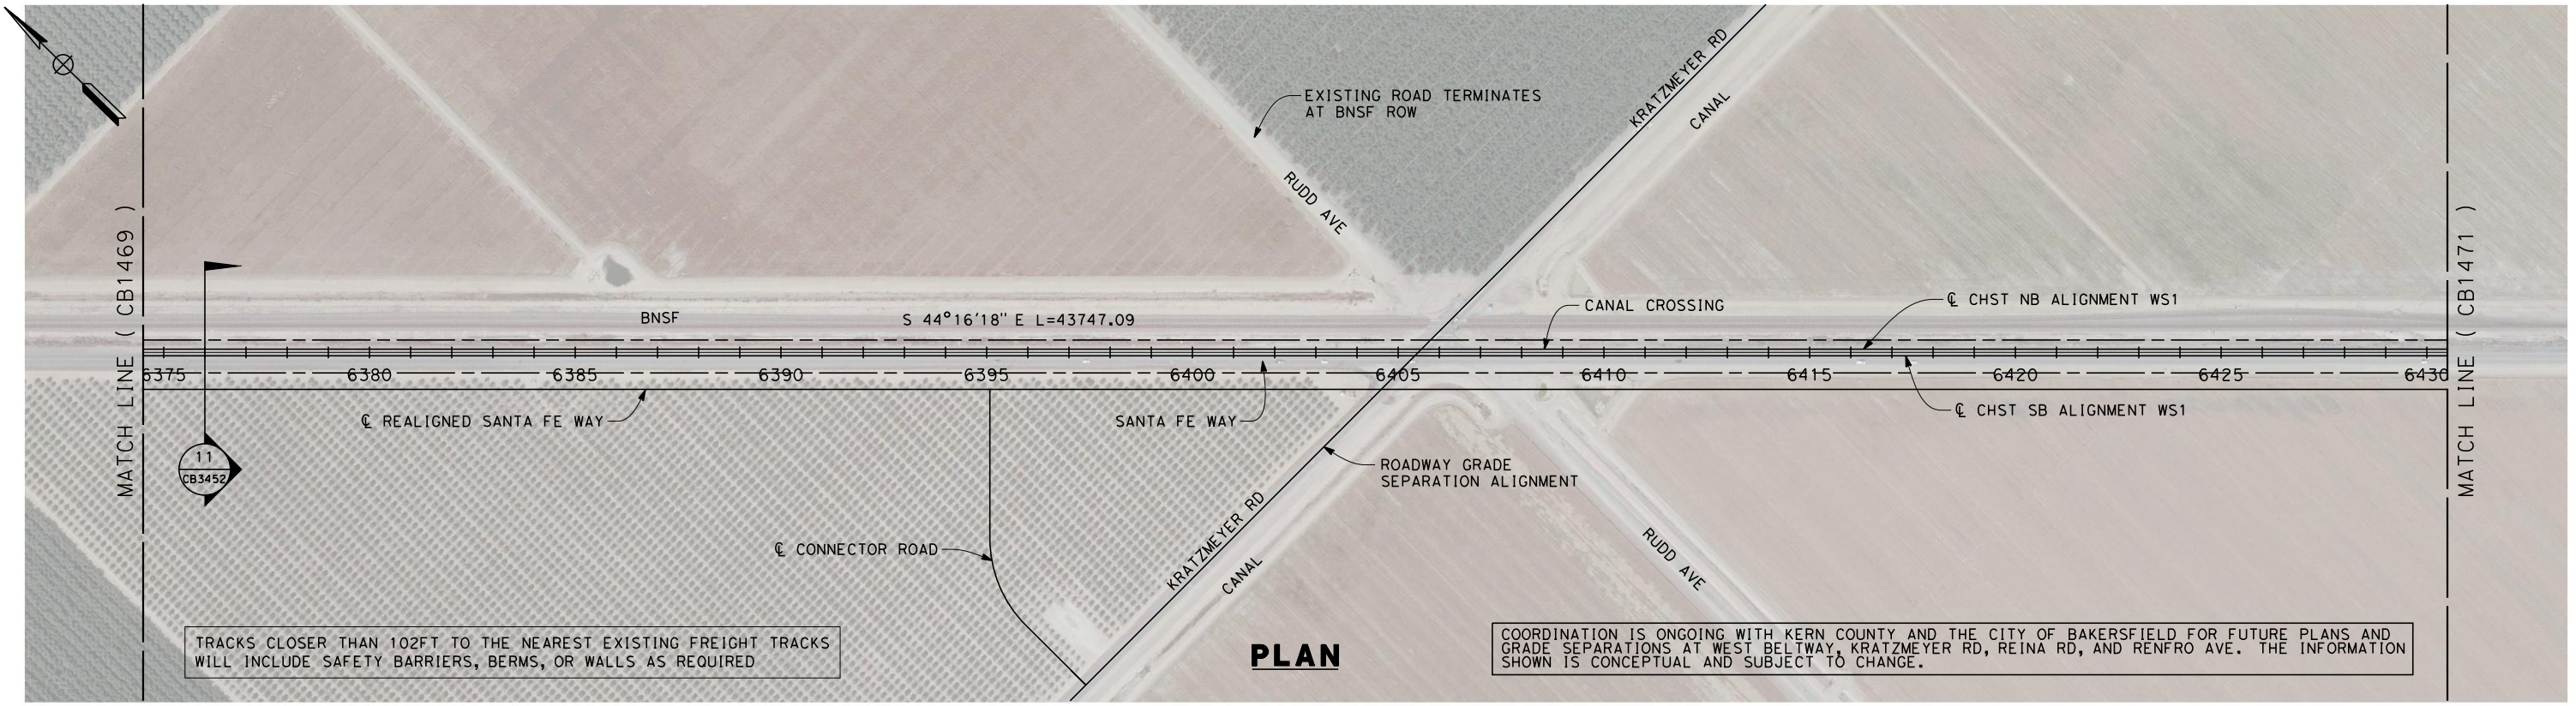 KRATZMEYER RD
CANAL
EXISTING ROAD TERMINATES
AT BNSF ROW
RUDD AVE
MATCH LINE ( CB1469 )
MATCH LINE ( CB1471 )
BNSF
S 44°16'18" E L=43747.09
CANAL CROSSING
℄ CHST NB ALIGNMENT WS1
6375
6380
6385
6390
6395
6400
6405
6410
6415
6420
6425
6430
℄ REALIGNED SANTA FE WAY
SANTA FE WAY
℄ CHST SB ALIGNMENT WS1
11
CB3452
ROADWAY GRADE
SEPARATION ALIGNMENT
KRATZMEYER RD
CANAL
RUDD AVE
℄ CONNECTOR ROAD
TRACKS CLOSER THAN 102FT TO THE NEAREST EXISTING FREIGHT TRACKS
WILL INCLUDE SAFETY BARRIERS, BERMS, OR WALLS AS REQUIRED
PLAN
COORDINATION IS ONGOING WITH KERN COUNTY AND THE CITY OF BAKERSFIELD FOR FUTURE PLANS AND
GRADE SEPARATIONS AT WEST BELTWAY, KRATZMEYER RD, REINA RD, AND RENFRO AVE. THE INFORMATION
SHOWN IS CONCEPTUAL AND SUBJECT TO CHANGE.